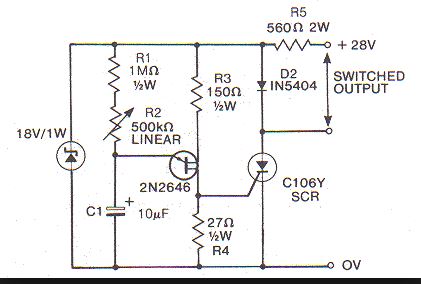 R5
560Ω 2W
+ 28V
R1
1MΩ
½W
R3
150Ω
½W
D2
IN5404
SWITCHED
OUTPUT
R2
500kΩ
LINEAR
18V/1W
2N2646
C106Y
SCR
C1
+
10µF
27Ω
½W
R4
OV